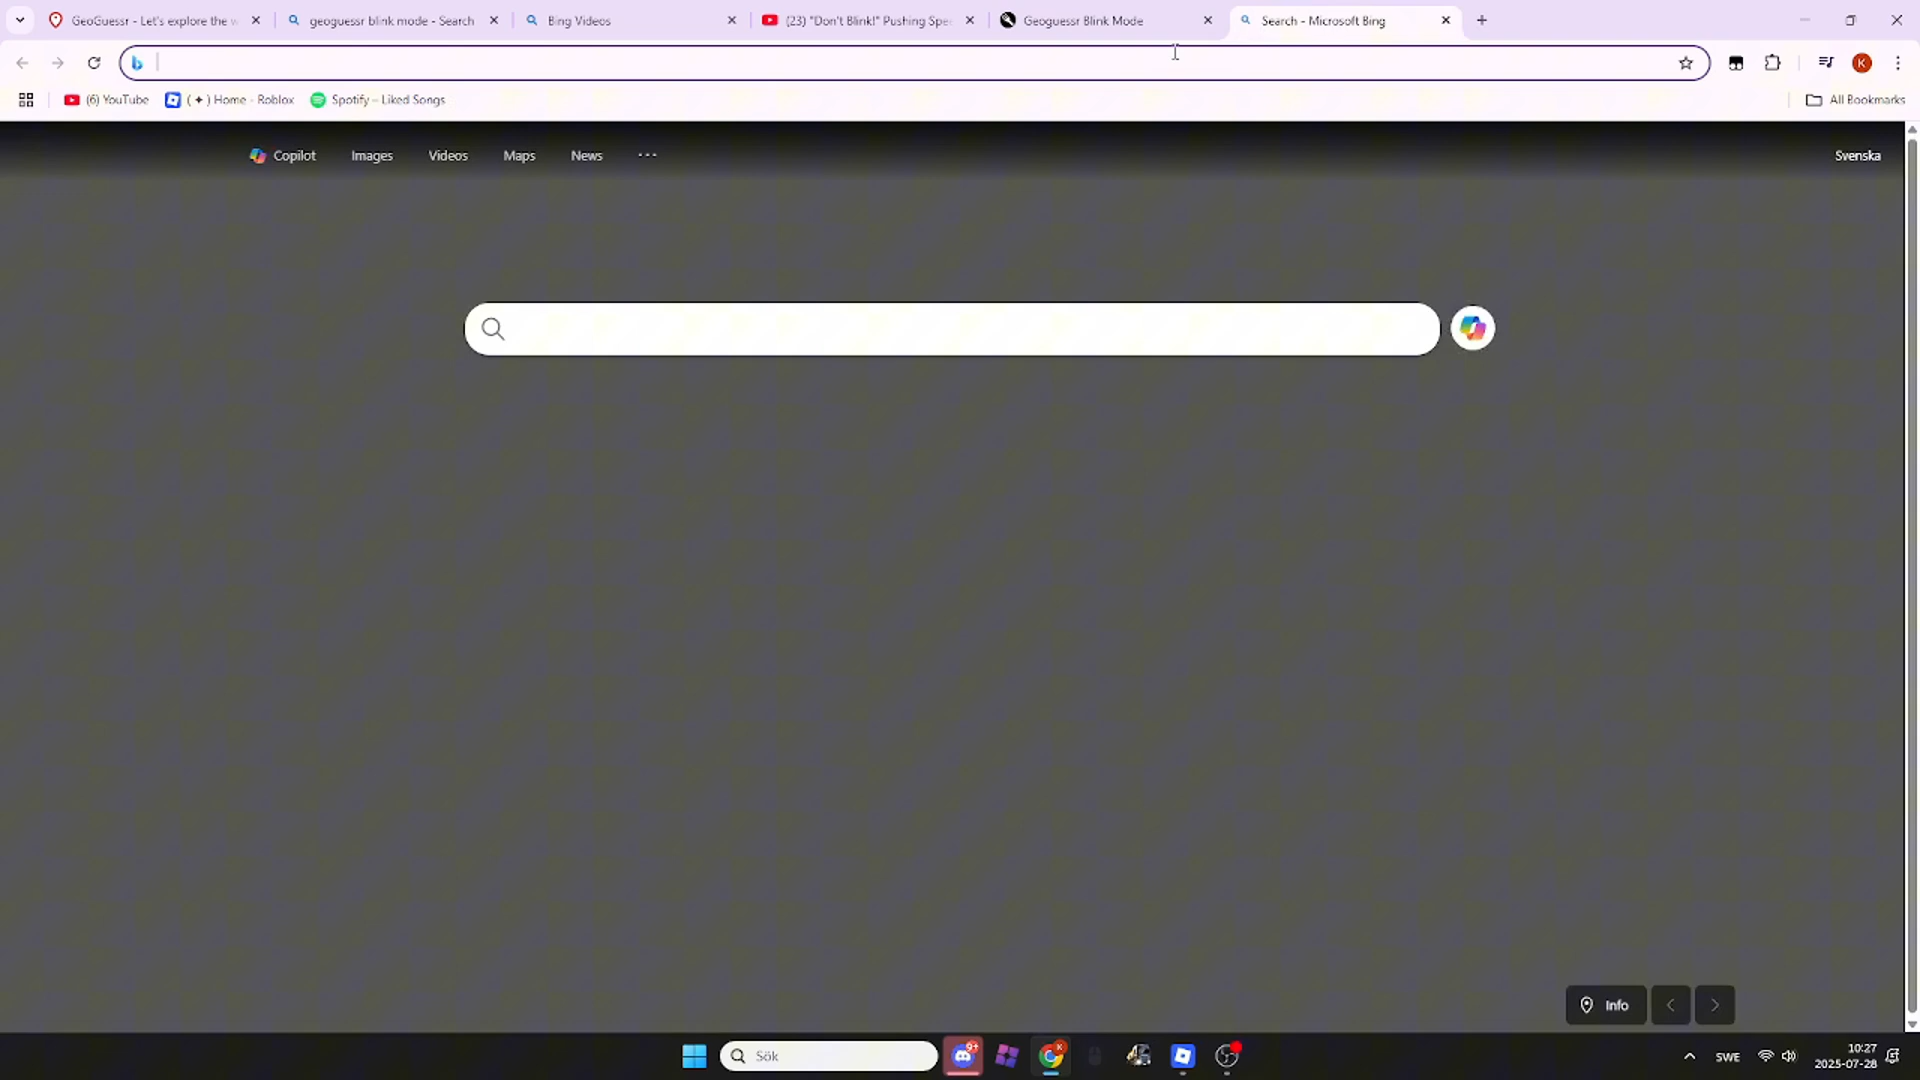 GeoGuessr - Let's explore the w
geoguessr blink mode - Search
Bing Videos
(23) "Don't Blink!" Pushing Spe
Geoguessr Blink Mode
Search - Microsoft Bing
K
(6) YouTube
( ✦ ) Home - Roblox
Spotify – Liked Songs
All Bookmarks
Copilot
Images
Videos
Maps
News
Svenska
Info
Sök
9+
K
SWE
10:27
2025-07-28